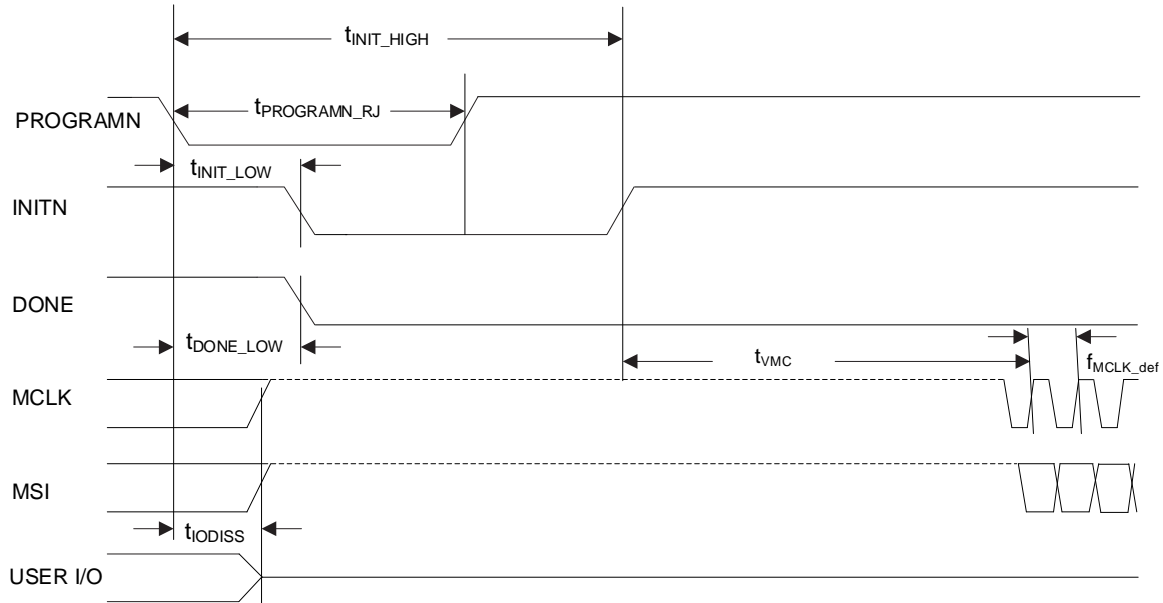 tINIT_HIGH
PROGRAMN
tPROGRAMN_RJ
tINIT_LOW
INITN
DONE
tDONE_LOW
tVMC
fMCLK_def
MCLK
MSI
tIODISS
USER I/O